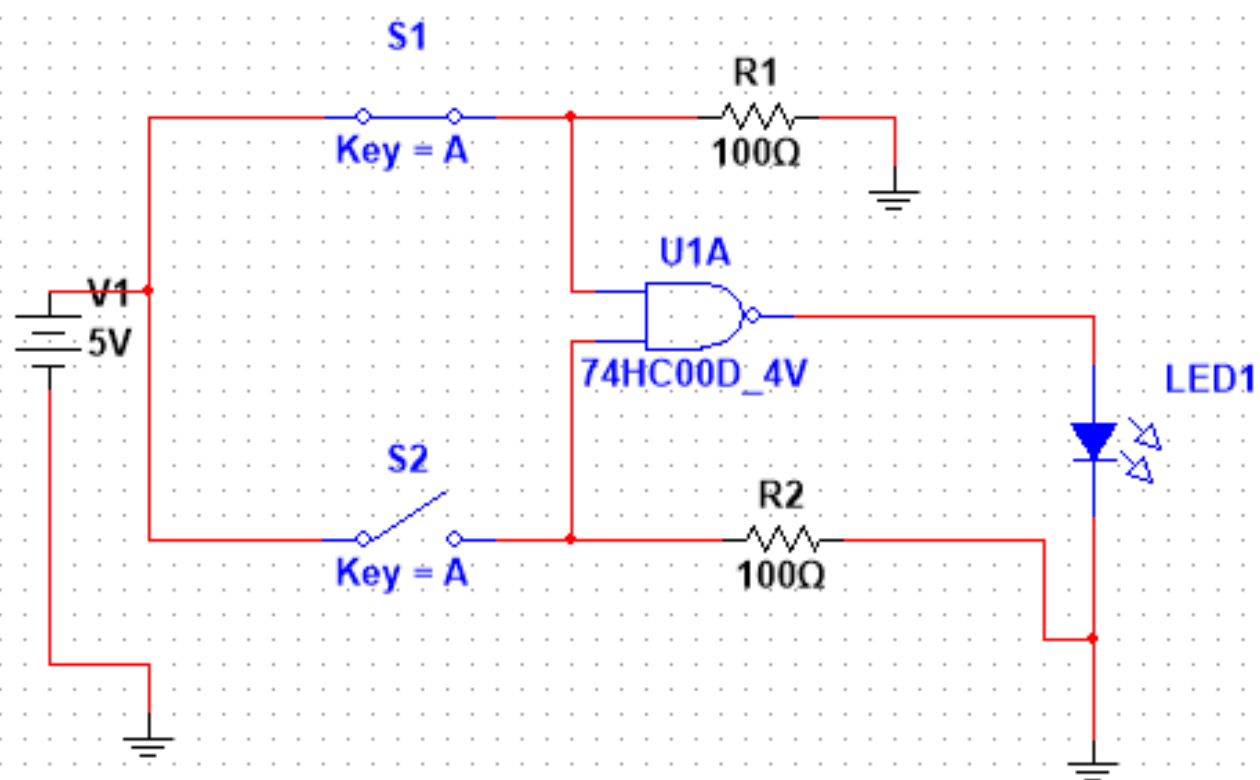 S1
R1
Key = A
100Ω
U1A
V1
5V
74HC00D_4V
LED1
S2
R2
Key = A
100Ω